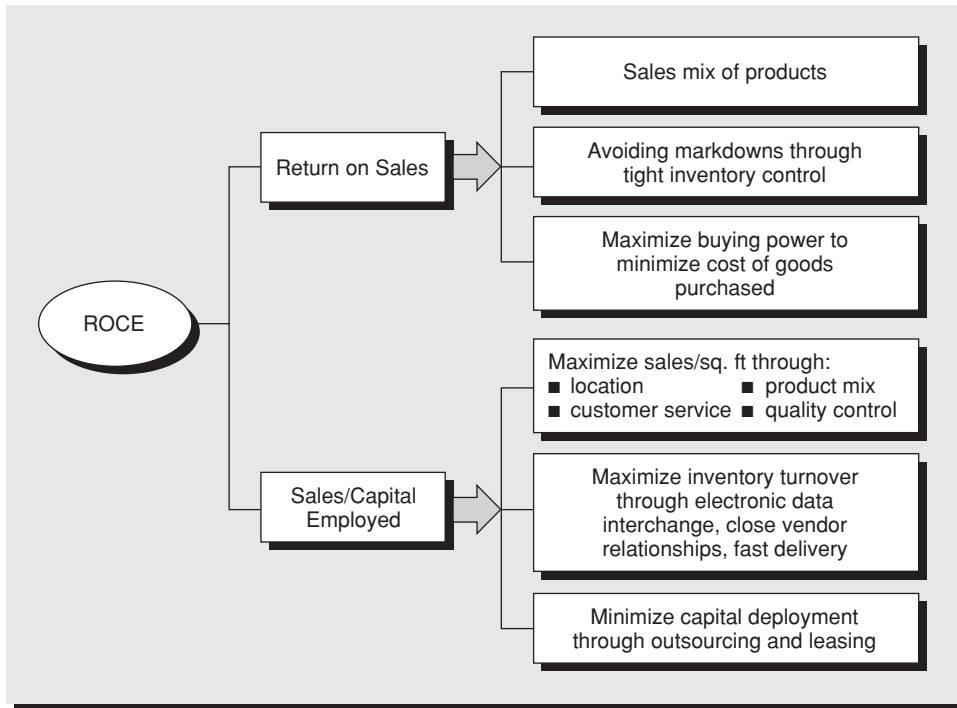 Sales mix of products
Return on Sales
Avoiding markdowns through
tight inventory control
Maximize buying power to
minimize cost of goods
purchased
ROCE
Maximize sales/sq. ft through:
■ location ■ product mix
■ customer service ■ quality control
Sales/Capital
Employed
Maximize inventory turnover
through electronic data
interchange, close vendor
relationships, fast delivery
Minimize capital deployment
through outsourcing and leasing